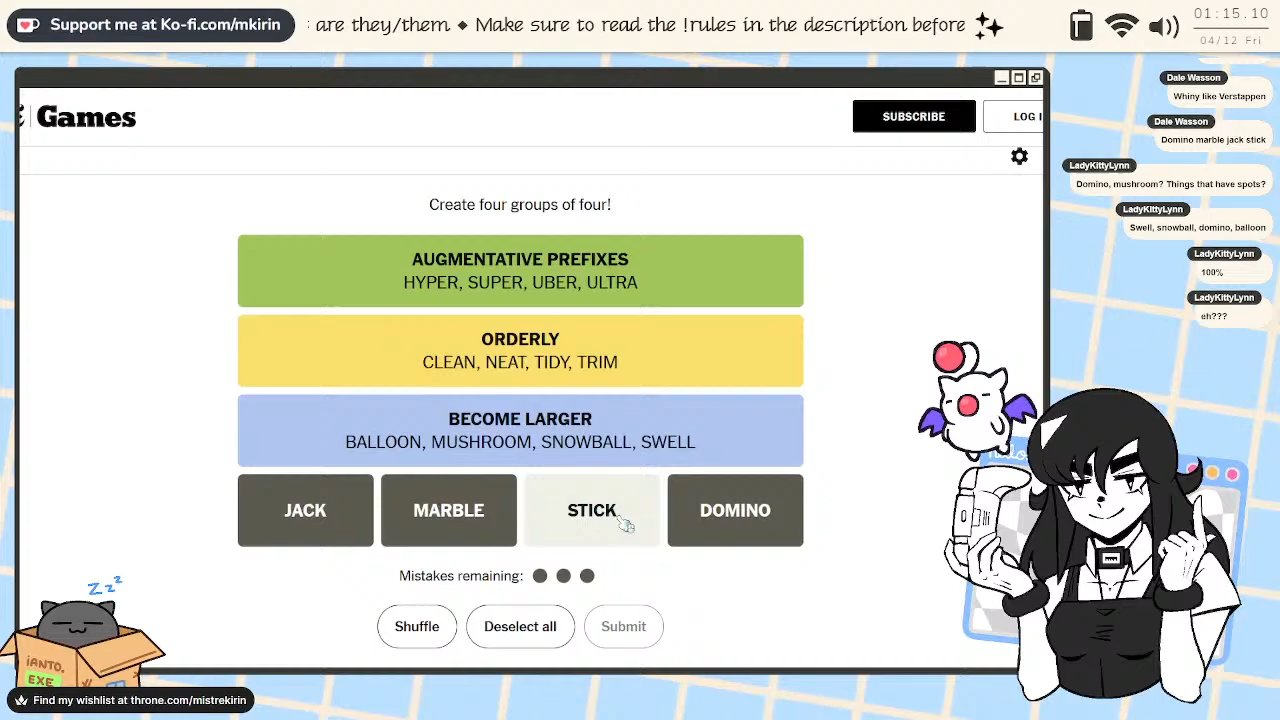 Support me at Ko-fi.com/mkirin
are they/them ⬥ Make sure to read the !rules in the description before
01:15.10
04/12 Fri
Games
SUBSCRIBE
LOG I
Create four groups of four!
AUGMENTATIVE PREFIXES
HYPER, SUPER, UBER, ULTRA
ORDERLY
CLEAN, NEAT, TIDY, TRIM
BECOME LARGER
BALLOON, MUSHROOM, SNOWBALL, SWELL
JACK
MARBLE
STICK
DOMINO
Mistakes remaining:
Shuffle
Deselect all
Submit
Dale Wasson
Whiny like Verstappen
Dale Wasson
Domino marble jack stick
LadyKittyLynn
Domino, mushroom? Things that have spots?
LadyKittyLynn
Swell, snowball, domino, balloon
LadyKittyLynn
100%
LadyKittyLynn
eh???
Zzz
iANTO.
EXE
Find my wishlist at throne.com/mistrekirin